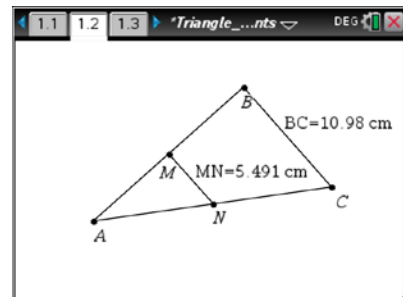 1.1 1.2 1.3 *Triangle_...nts DEG
B
BC=10.98 cm
M
MN=5.491 cm
C
N
A